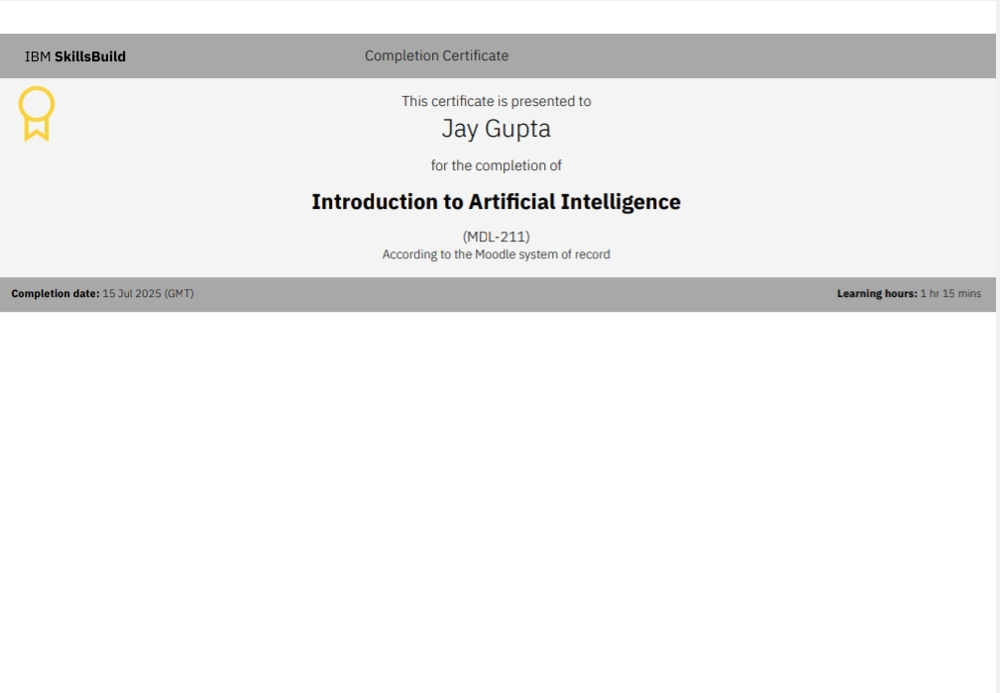 IBM SkillsBuild
Completion Certificate
This certificate is presented to
Jay Gupta
for the completion of
Introduction to Artificial Intelligence
(MDL-211)
According to the Moodle system of record
Completion date: 15 Jul 2025 (GMT)
Learning hours: 1 hr 15 mins